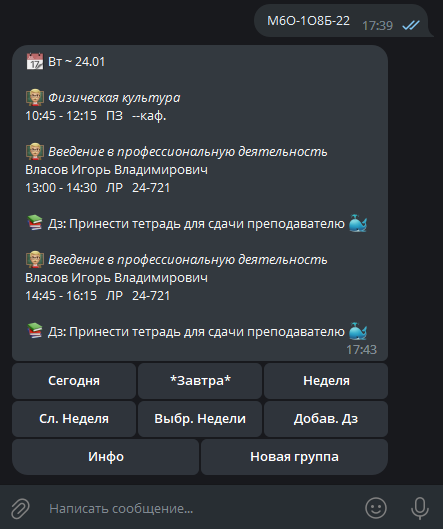 М6О-1О8Б-22
17:39
17 Вт ~ 24.01
Физическая культура
10:45 - 12:15 ПЗ --каф.
Введение в профессиональную деятельность
Власов Игорь Владимирович
13:00 - 14:30 ЛР 24-721
Дз: Принести тетрадь для сдачи преподавателю
Введение в профессиональную деятельность
Власов Игорь Владимирович
14:45 - 16:15 ЛР 24-721
Дз: Принести тетрадь для сдачи преподавателю
17:43
Сегодня
*Завтра*
Неделя
Сл. Неделя
Выбр. Недели
Добав. Дз
Инфо
Новая группа
Написать сообщение...